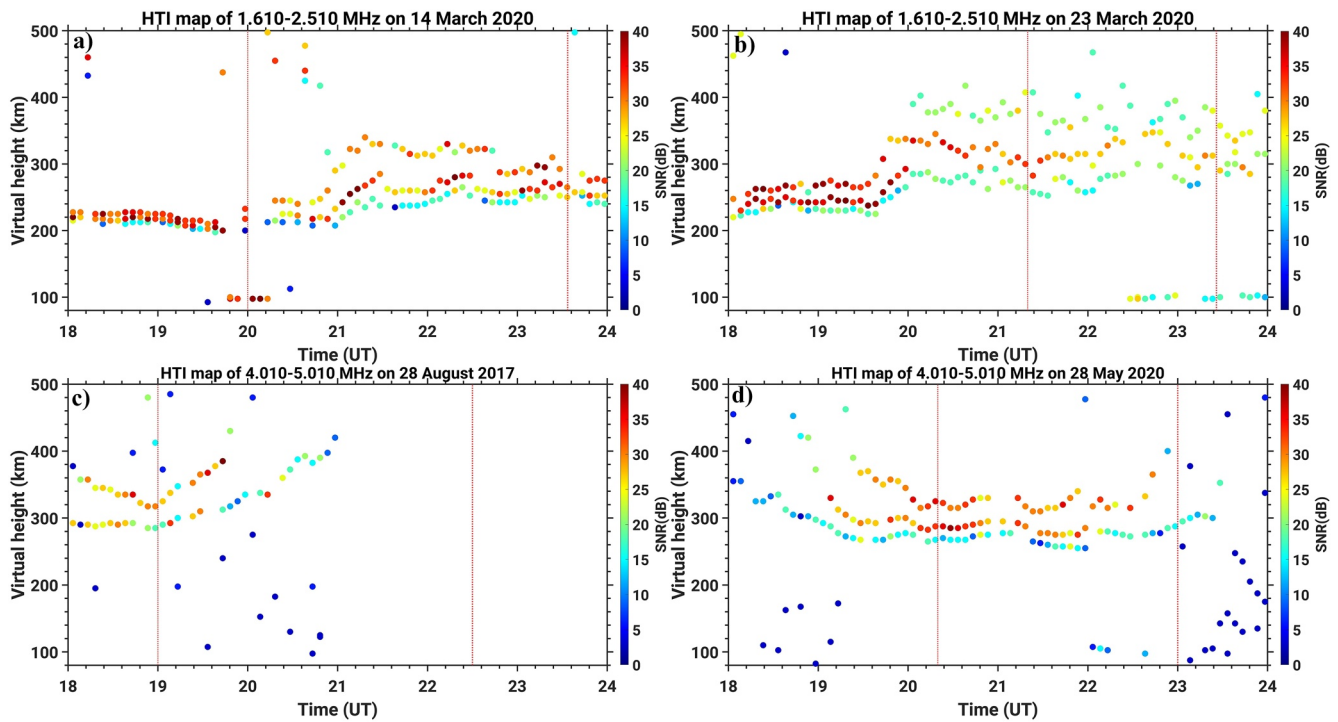 HTI map of 1.610-2.510 MHz on 14 March 2020
a)
Virtual height (km)
500
400
300
200
100
18 19 20 21 22 23 24
Time (UT)
40
35
30
25
20
15
10
5
0
SNR(dB)
HTI map of 1.610-2.510 MHz on 23 March 2020
b)
Virtual height (km)
500
400
300
200
100
18 19 20 21 22 23 24
Time (UT)
40
35
30
25
20
15
10
5
0
SNR(dB)
HTI map of 4.010-5.010 MHz on 28 August 2017
c)
Virtual height (km)
500
400
300
200
100
18 19 20 21 22 23 24
Time (UT)
40
35
30
25
20
15
10
5
0
SNR(dB)
HTI map of 4.010-5.010 MHz on 28 May 2020
d)
Virtual height (km)
500
400
300
200
100
18 19 20 21 22 23 24
Time (UT)
40
35
30
25
20
15
10
5
0
SNR(dB)